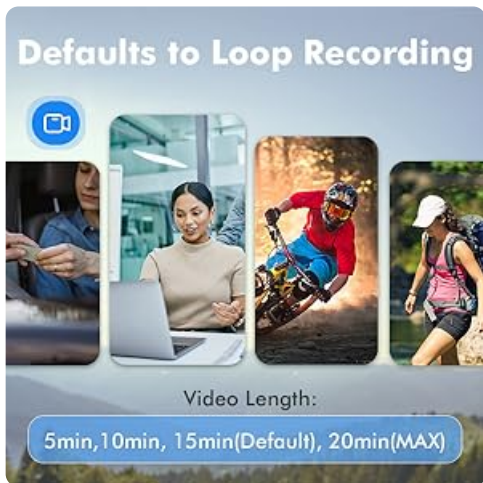 Defaults to Loop Recording
Video Length:
5min,10min, 15min(Default), 20min(MAX)